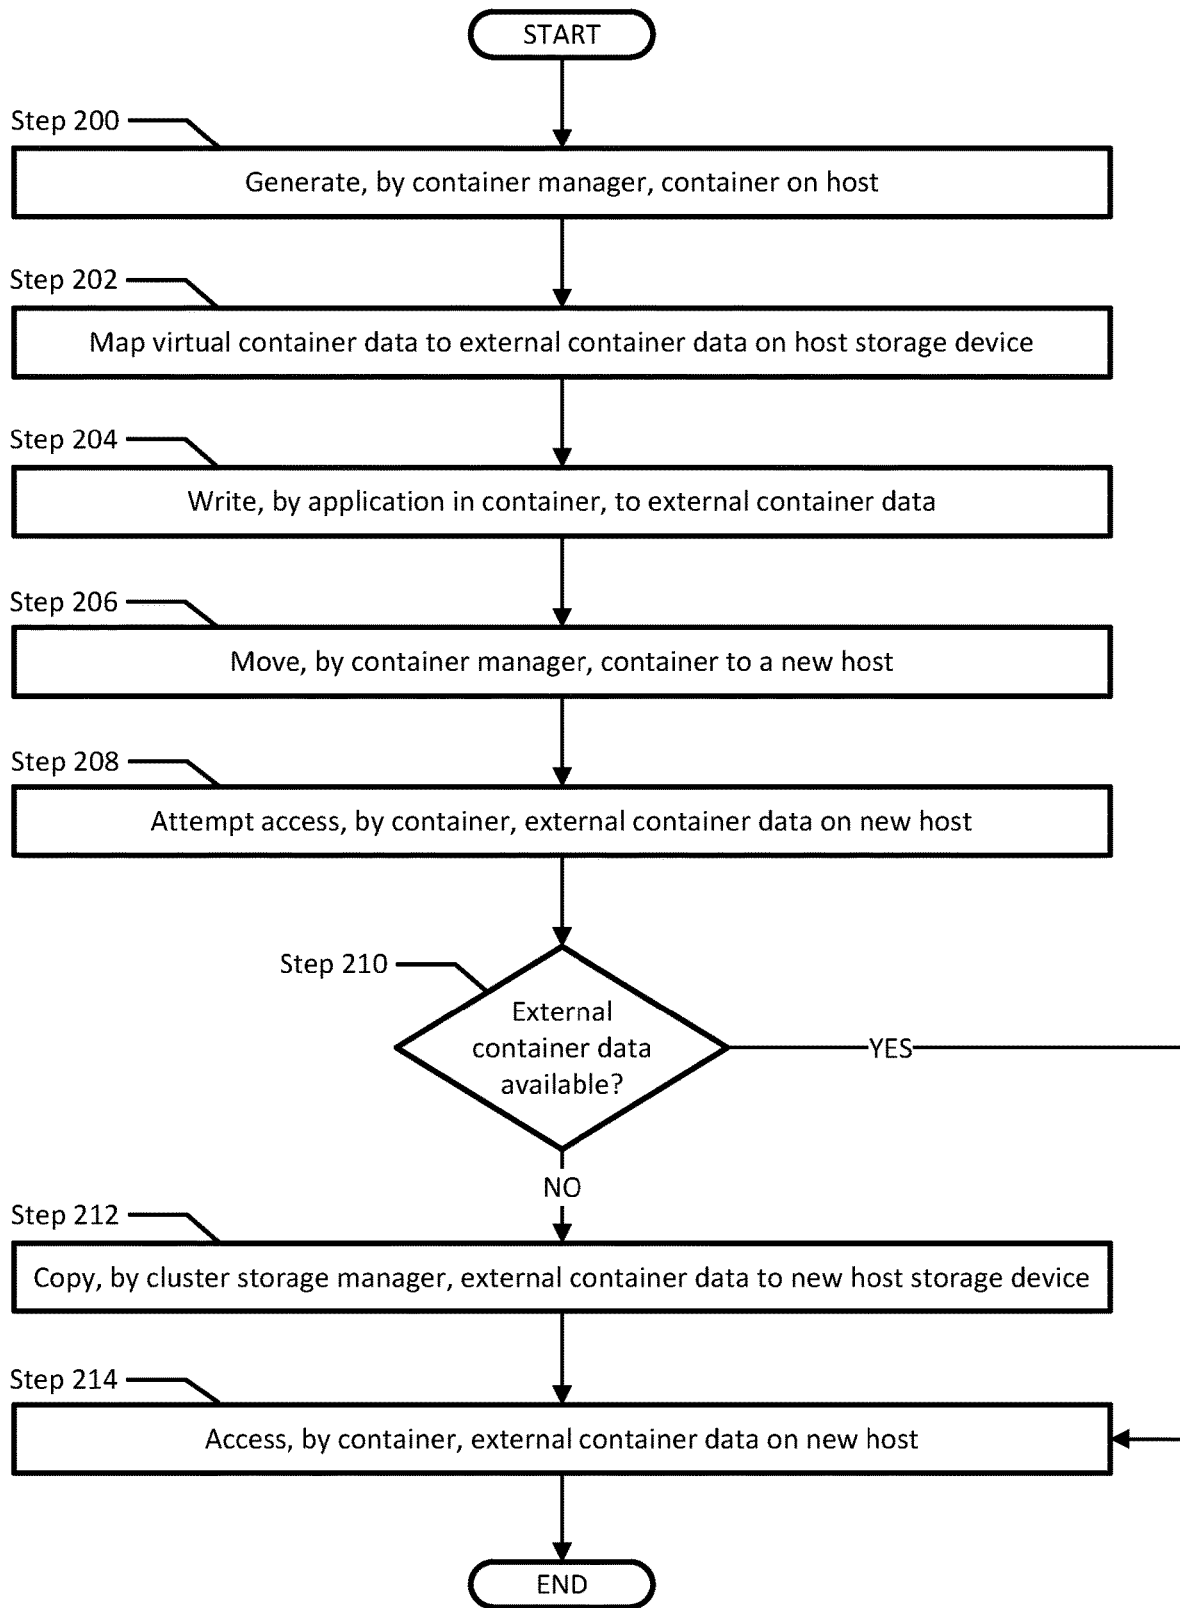 START
Step 200
Generate, by container manager, container on host
Step 202
Map virtual container data to external container data on host storage device
Step 204
Write, by application in container, to external container data
Step 206
Move, by container manager, container to a new host
Step 208
Attempt access, by container, external container data on new host
Step 210
External
container data
available?
YES
NO
Step 212
Copy, by cluster storage manager, external container data to new host storage device
Step 214
Access, by container, external container data on new host
END